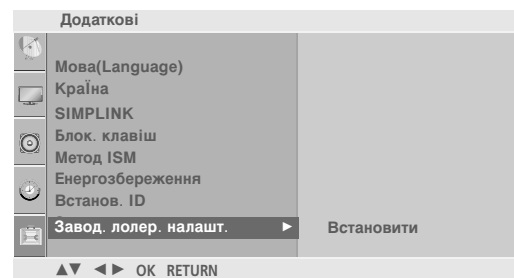 Додаткові
Мова(Language)
КраЇна
SIMPLINK
Блок. клавіш
Метод ISM
Енергозбереження
Встанов. ID
Завод. лолер. налашт. ► Встановити
▲▼ ◄► OK RETURN